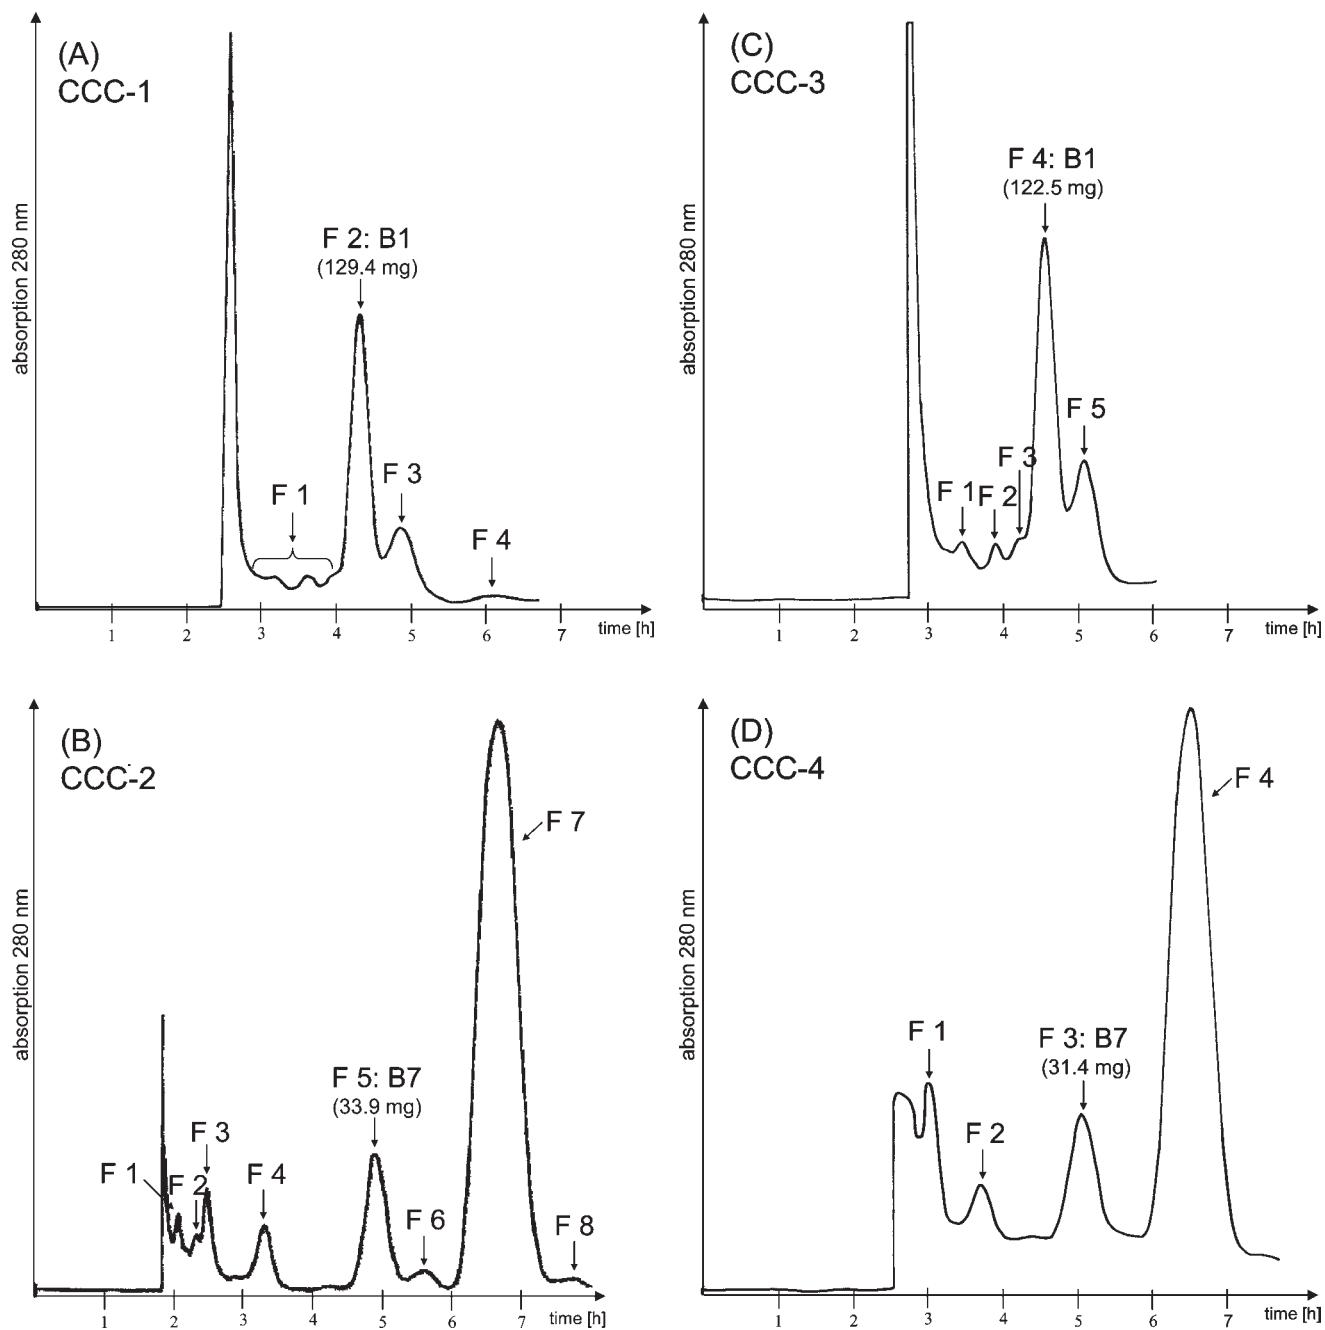 (A)
CCC-1
absorption 280 nm
F 1
F 2: B1
(129.4 mg)
F 3
F 4
1 2 3 4 5 6 7 time [h]
(C)
CCC-3
absorption 280 nm
F 1
F 2
F 3
F 4: B1
(122.5 mg)
F 5
1 2 3 4 5 6 7 time [h]
(B)
CCC-2
absorption 280 nm
F 1
F 2
F 3
F 4
F 5: B7
(33.9 mg)
F 6
F 7
F 8
1 2 3 4 5 6 7 time [h]
(D)
CCC-4
absorption 280 nm
F 1
F 2
F 3: B7
(31.4 mg)
F 4
1 2 3 4 5 6 7 time [h]